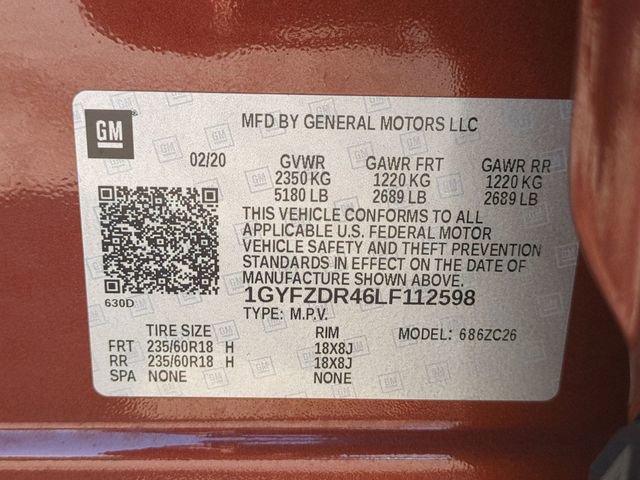 GM
MFD BY GENERAL MOTORS LLC
02/20 GVWR GAWR FRT GAWR RR
2350 KG 1220 KG 1220 KG
5180 LB 2689 LB 2689 LB
THIS VEHICLE CONFORMS TO ALL
APPLICABLE U.S. FEDERAL MOTOR
VEHICLE SAFETY AND THEFT PREVENTION
STANDARDS IN EFFECT ON THE DATE OF
MANUFACTURE SHOWN ABOVE.
630D
1GYFZDR46LF112598
TYPE: M.P.V.
TIRE SIZE RIM MODEL: 686ZC26
FRT 235/60R18 H 18X8J
RR 235/60R18 H 18X8J
SPA NONE NONE